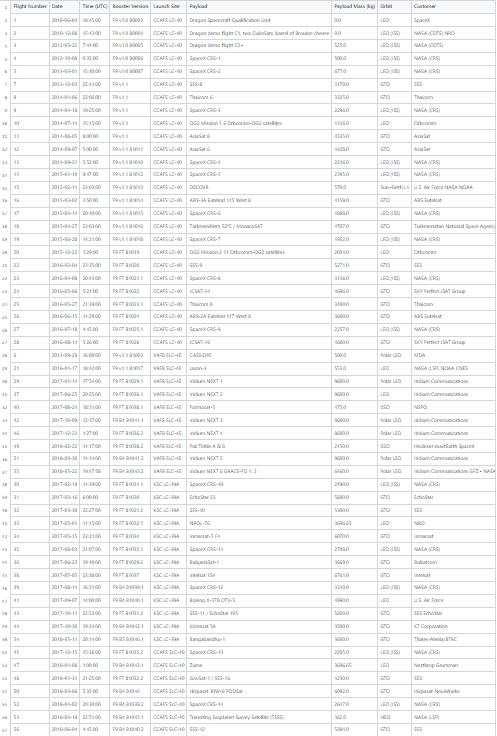 1 Flight Number Date Time (UTC) Booster Version Launch Site Payload Payload Mass (kg) Orbit Customer
2 1 2010-06-04 18:45:00 F9 v1.0 B0003 CCAFS LC-40 Dragon Spacecraft Qualification Unit 0.0 LEO SpaceX
3 2 2010-12-08 15:43:00 F9 v1.0 B0004 CCAFS LC-40 Dragon demo flight C1, two CubeSats, barrel of Brouere cheese 0.0 LEO (ISS) NASA (COTS) NRO
4 3 2012-05-22 7:44:00 F9 v1.0 B0005 CCAFS LC-40 Dragon demo flight C2+ 525.0 LEO (ISS) NASA (COTS)
5 4 2012-10-08 0:35:00 F9 v1.0 B0006 CCAFS LC-40 SpaceX CRS-1 500.0 LEO (ISS) NASA (CRS)
6 5 2013-03-01 15:10:00 F9 v1.0 B0007 CCAFS LC-40 SpaceX CRS-2 677.0 LEO (ISS) NASA (CRS)
7 7 2013-12-03 22:41:00 F9 v1.1 CCAFS LC-40 SES-8 3170.0 GTO SES
8 8 2014-01-06 22:06:00 F9 v1.1 CCAFS LC-40 Thaicom 6 3325.0 GTO Thaicom
9 9 2014-04-18 19:25:00 F9 v1.1 CCAFS LC-40 SpaceX CRS-3 2296.0 LEO (ISS) NASA (CRS)
10 10 2014-07-14 15:15:00 F9 v1.1 CCAFS LC-40 OG2 Mission 1 6 Orbcomm-OG2 satellites 1316.0 LEO Orbcomm
11 11 2014-08-05 8:00:00 F9 v1.1 CCAFS LC-40 AsiaSat 8 4535.0 GTO AsiaSat
12 12 2014-09-07 5:00:00 F9 v1.1 B1011 CCAFS LC-40 AsiaSat 6 4428.0 GTO AsiaSat
13 13 2014-09-21 5:52:00 F9 v1.1 B1010 CCAFS LC-40 SpaceX CRS-4 2216.0 LEO (ISS) NASA (CRS)
14 14 2015-01-10 9:47:00 F9 v1.1 B1012 CCAFS LC-40 SpaceX CRS-5 2395.0 LEO (ISS) NASA (CRS)
15 15 2015-02-11 23:03:00 F9 v1.1 B1013 CCAFS LC-40 DSCOVR 570.0 Sun-Earth L1 U.S. Air Force NASA NOAA
16 16 2015-03-02 3:50:00 F9 v1.1 B1014 CCAFS LC-40 ABS-3A Eutelsat 115 West B 4159.0 GTO ABS Eutelsat
17 17 2015-04-14 20:10:00 F9 v1.1 B1015 CCAFS LC-40 SpaceX CRS-6 1898.0 LEO (ISS) NASA (CRS)
18 18 2015-04-27 23:03:00 F9 v1.1 B1016 CCAFS LC-40 TürkmenÄlem 52°E / MonacoSAT 4707.0 GTO Turkmenistan National Space Agency
19 19 2015-06-28 14:21:00 F9 v1.1 B1018 CCAFS LC-40 SpaceX CRS-7 1952.0 LEO (ISS) NASA (CRS)
20 20 2015-12-22 1:29:00 F9 FT B1019 CCAFS LC-40 OG2 Mission 2 11 Orbcomm-OG2 satellites 2034.0 LEO Orbcomm
21 22 2016-03-04 23:35:00 F9 FT B1020 CCAFS LC-40 SES-9 5271.0 GTO SES
22 23 2016-04-08 20:43:00 F9 FT B1021.1 CCAFS LC-40 SpaceX CRS-8 3136.0 LEO (ISS) NASA (CRS)
23 24 2016-05-06 5:21:00 F9 FT B1022 CCAFS LC-40 JCSAT-14 4696.0 GTO SKY Perfect JSAT Group
24 25 2016-05-27 21:39:00 F9 FT B1023.1 CCAFS LC-40 Thaicom 8 3100.0 GTO Thaicom
25 26 2016-06-15 14:29:00 F9 FT B1024 CCAFS LC-40 ABS-2A Eutelsat 117 West B 3600.0 GTO ABS Eutelsat
26 27 2016-07-18 4:45:00 F9 FT B1025.1 CCAFS LC-40 SpaceX CRS-9 2257.0 LEO (ISS) NASA (CRS)
27 28 2016-08-14 5:26:00 F9 FT B1026 CCAFS LC-40 JCSAT-16 4600.0 GTO SKY Perfect JSAT Group
28 6 2013-09-29 16:00:00 F9 v1.1 B1003 VAFB SLC-4E CASSIOPE 500.0 Polar LEO MDA
29 21 2016-01-17 18:42:00 F9 v1.1 B1017 VAFB SLC-4E Jason-3 553.0 LEO NASA (LSP) NOAA CNES
30 29 2017-01-14 17:54:00 F9 FT B1029.1 VAFB SLC-4E Iridium NEXT 1 9600.0 Polar LEO Iridium Communications
31 37 2017-06-25 20:25:00 F9 FT B1036.1 VAFB SLC-4E Iridium NEXT 2 9600.0 LEO Iridium Communications
32 40 2017-08-24 18:51:00 F9 FT B1038.1 VAFB SLC-4E Formosat-5 475.0 SSO NSPO
33 42 2017-10-09 12:37:00 F9 B4 B1041.1 VAFB SLC-4E Iridium NEXT 3 9600.0 Polar LEO Iridium Communications
34 46 2017-12-23 1:27:00 F9 FT B1036.2 VAFB SLC-4E Iridium NEXT 4 9600.0 Polar LEO Iridium Communications
35 49 2018-02-22 14:17:00 F9 FT B1038.2 VAFB SLC-4E Paz Tintin A & B 2150.0 SSO Hisdesat exactEarth SpaceX
36 51 2018-03-30 14:14:00 F9 B4 B1041.2 VAFB SLC-4E Iridium NEXT 5 9600.0 Polar LEO Iridium Communications
37 55 2018-05-22 19:47:58 F9 B4 B1043.2 VAFB SLC-4E Iridium NEXT 6 GRACE-FO 1, 2 6460.0 Polar LEO Iridium Communications GFZ • NASA
38 30 2017-02-19 14:39:00 F9 FT B1031.1 KSC LC-39A SpaceX CRS-10 2490.0 LEO (ISS) NASA (CRS)
39 31 2017-03-16 6:00:00 F9 FT B1030 KSC LC-39A EchoStar 23 5600.0 GTO EchoStar
40 32 2017-03-30 22:27:00 F9 FT B1021.2 KSC LC-39A SES-10 5300.0 GTO SES
41 33 2017-05-01 11:15:00 F9 FT B1032.1 KSC LC-39A NROL-76 3696.65 LEO NRO
42 34 2017-05-15 23:21:00 F9 FT B1034 KSC LC-39A Inmarsat-5 F4 6070.0 GTO Inmarsat
43 35 2017-06-03 21:07:00 F9 FT B1035.1 KSC LC-39A SpaceX CRS-11 2708.0 LEO (ISS) NASA (CRS)
44 36 2017-06-23 19:10:00 F9 FT B1029.2 KSC LC-39A BulgariaSat-1 3669.0 GTO Bulsatcom
45 38 2017-07-05 23:38:00 F9 FT B1037 KSC LC-39A Intelsat 35e 6761.0 GTO Intelsat
46 39 2017-08-14 16:31:00 F9 B4 B1039.1 KSC LC-39A SpaceX CRS-12 3310.0 LEO (ISS) NASA (CRS)
47 41 2017-09-07 14:00:00 F9 B4 B1040.1 KSC LC-39A Boeing X-37B OTV-5 4990.0 LEO U.S. Air Force
48 43 2017-10-11 22:53:00 F9 FT B1031.2 KSC LC-39A SES-11 / EchoStar 105 5200.0 GTO SES EchoStar
49 44 2017-10-30 19:34:00 F9 B4 B1042.1 KSC LC-39A Koreasat 5A 3500.0 GTO KT Corporation
50 54 2018-05-11 20:14:00 F9 B5 B1046.1 KSC LC-39A Bangabandhu-1 3600.0 GTO Thales-Alenia/BTRC
51 45 2017-12-15 15:36:00 F9 FT B1035.2 CCAFS SLC-40 SpaceX CRS-13 2205.0 LEO (ISS) NASA (CRS)
52 47 2018-01-08 1:00:00 F9 B4 B1043.1 CCAFS SLC-40 Zuma 3696.65 LEO Northrop Grumman
53 48 2018-01-31 21:25:00 F9 FT B1032.2 CCAFS SLC-40 GovSat-1 / SES-16 4230.0 GTO SES
54 50 2018-03-06 5:33:00 F9 B4 B1044 CCAFS SLC-40 Hispasat 30W-6 PODSat 6092.0 GTO Hispasat NovaWurks
55 52 2018-04-02 20:30:00 F9 B4 B1039.2 CCAFS SLC-40 SpaceX CRS-14 2647.0 LEO (ISS) NASA (CRS)
56 53 2018-04-18 22:51:00 F9 B4 B1045.1 CCAFS SLC-40 Transiting Exoplanet Survey Satellite (TESS) 362.0 HEO NASA (LSP)
57 56 2018-06-04 4:45:00 F9 B4 B1040.2 CCAFS SLC-40 SES-12 5384.0 GTO SES